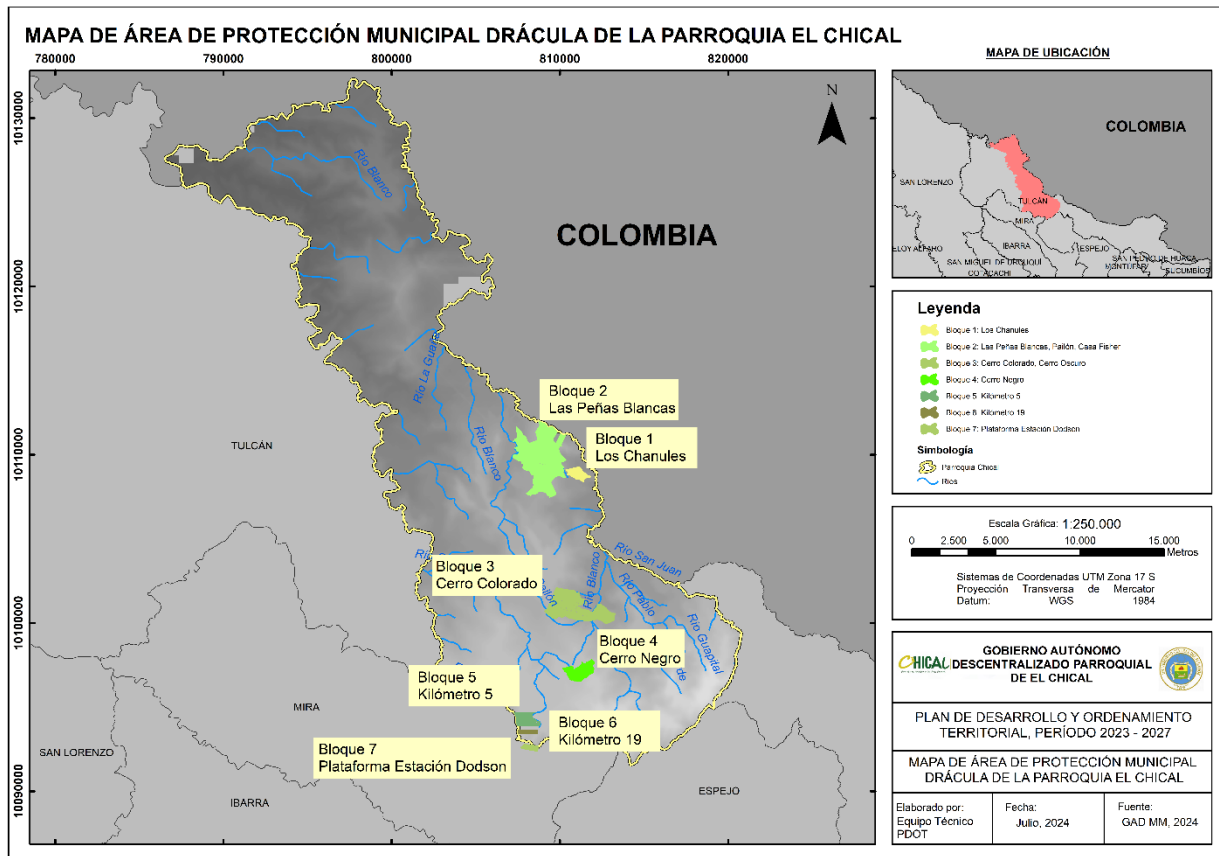 MAPA DE ÁREA DE PROTECCIÓN MUNICIPAL DRÁCULA DE LA PARROQUIA EL CHICAL
780000
790000
800000
810000
820000
10130000
10120000
10110000
10100000
10090000
N
COLOMBIA
Río Blanco
Río La Guaña
Río Blanco
Bloque 2
Las Peñas Blancas
Bloque 1
Los Chanules
TULCÁN
Río San Juan
Bloque 3
Cerro Colorado
Río Blanco
Río Pablo
Río Guapital
Bloque 4
Cerro Negro
Bloque 5
Kilómetro 5
Bloque 6
Kilómetro 19
Bloque 7
Plataforma Estación Dodson
MIRA
SAN LORENZO
IBARRA
ESPEJO
MAPA DE UBICACIÓN
COLOMBIA
SAN LORENZO
TULCÁN
MIRA
IBARRA
ESPEJO
ELOY ALFARO
SAN MIGUEL DE URCUQUÍ
COTACACHI
SAN PEDRO DE HUACA
MONTÚFAR
SUCUMBÍOS
Leyenda
Bloque 1: Los Chanules
Bloque 2: Las Peñas Blancas, Pailón, Casa Fisher
Bloque 3: Cerro Colorado, Cerro Oscuro
Bloque 4: Cerro Negro
Bloque 5: Kilómetro 5
Bloque 6: Kilómetro 19
Bloque 7: Plataforma Estación Dodson
Simbología
Parroquia Chical
Ríos
Escala Gráfica: 1:250.000
0 2.500 5.000 10.000 15.000
Metros
Sistemas de Coordenadas UTM Zona 17 S
Proyección Transversa de Mercator
Datum: WGS 1984
CHICAL
GOBIERNO AUTÓNOMO
DESCENTRALIZADO PARROQUIAL
DE EL CHICAL
PLAN DE DESARROLLO Y ORDENAMIENTO
TERRITORIAL, PERÍODO 2023 - 2027
MAPA DE ÁREA DE PROTECCIÓN MUNICIPAL
DRÁCULA DE LA PARROQUIA EL CHICAL
Elaborado por:
Equipo Técnico
PDOT
Fecha:
Julio, 2024
Fuente:
GAD MM, 2024